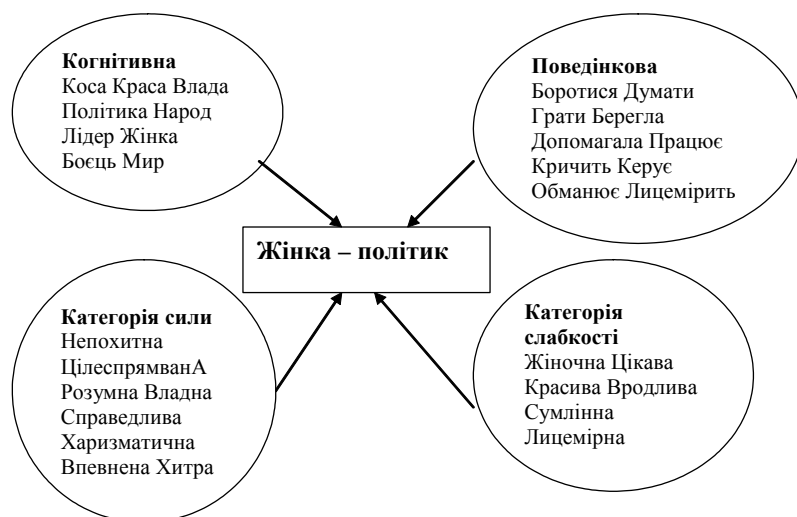 Когнітивна
Коса Краса Влада
Політика Народ
Лідер Жінка
Боєць Мир
Поведінкова
Боротися Думати
Грати Берегла
Допомагала Працює
Кричить Керує
Обманює Лицемірить
Жінка – політик
Категорія сили
Непохитна
ЦілеспрямванА
Розумна Владна
Справедлива
Харизматична
Впевнена Хитра
Категорія
слабкості
Жіночна Цікава
Красива Вродлива
Сумлінна
Лицемірна